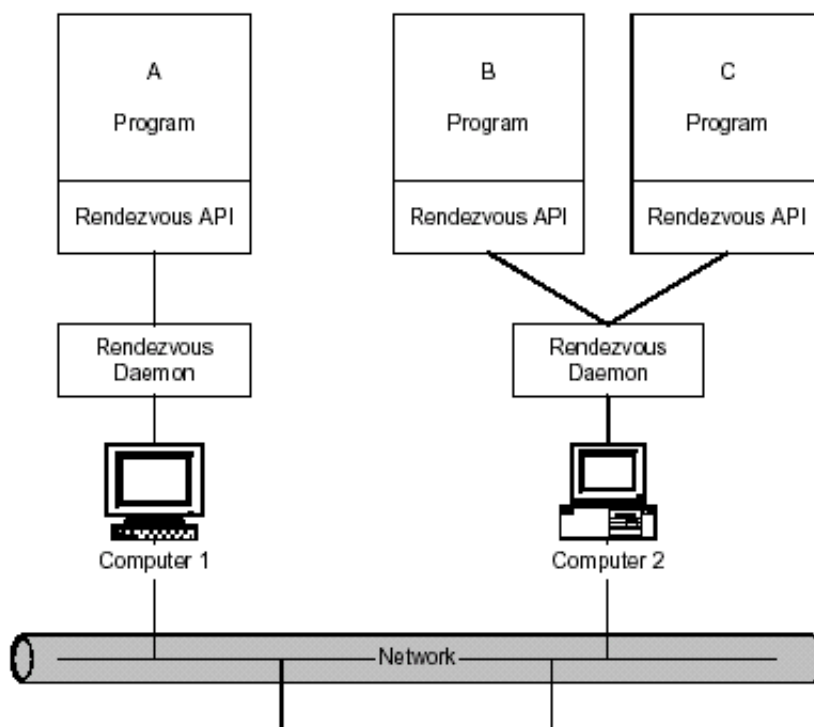 A
Program
Rendezvous API
B
Program
Rendezvous API
C
Program
Rendezvous API
Rendezvous
Daemon
Rendezvous
Daemon
Computer 1
Computer 2
Network